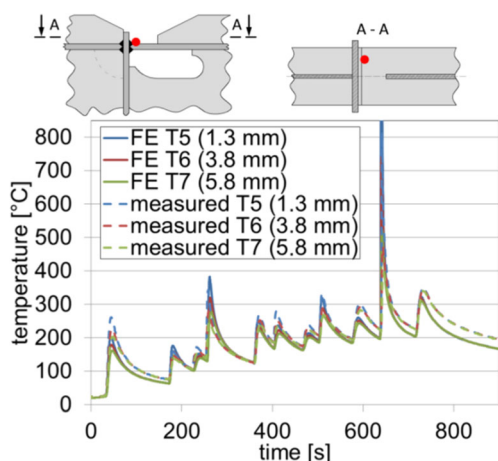 A A
A - A
FE T5 (1.3 mm)
FE T6 (3.8 mm)
FE T7 (5.8 mm)
measured T5 (1.3 mm)
measured T6 (3.8 mm)
measured T7 (5.8 mm)
temperature [°C]
800
700
600
500
400
300
200
100
0
0 200 400 600 800
time [s]